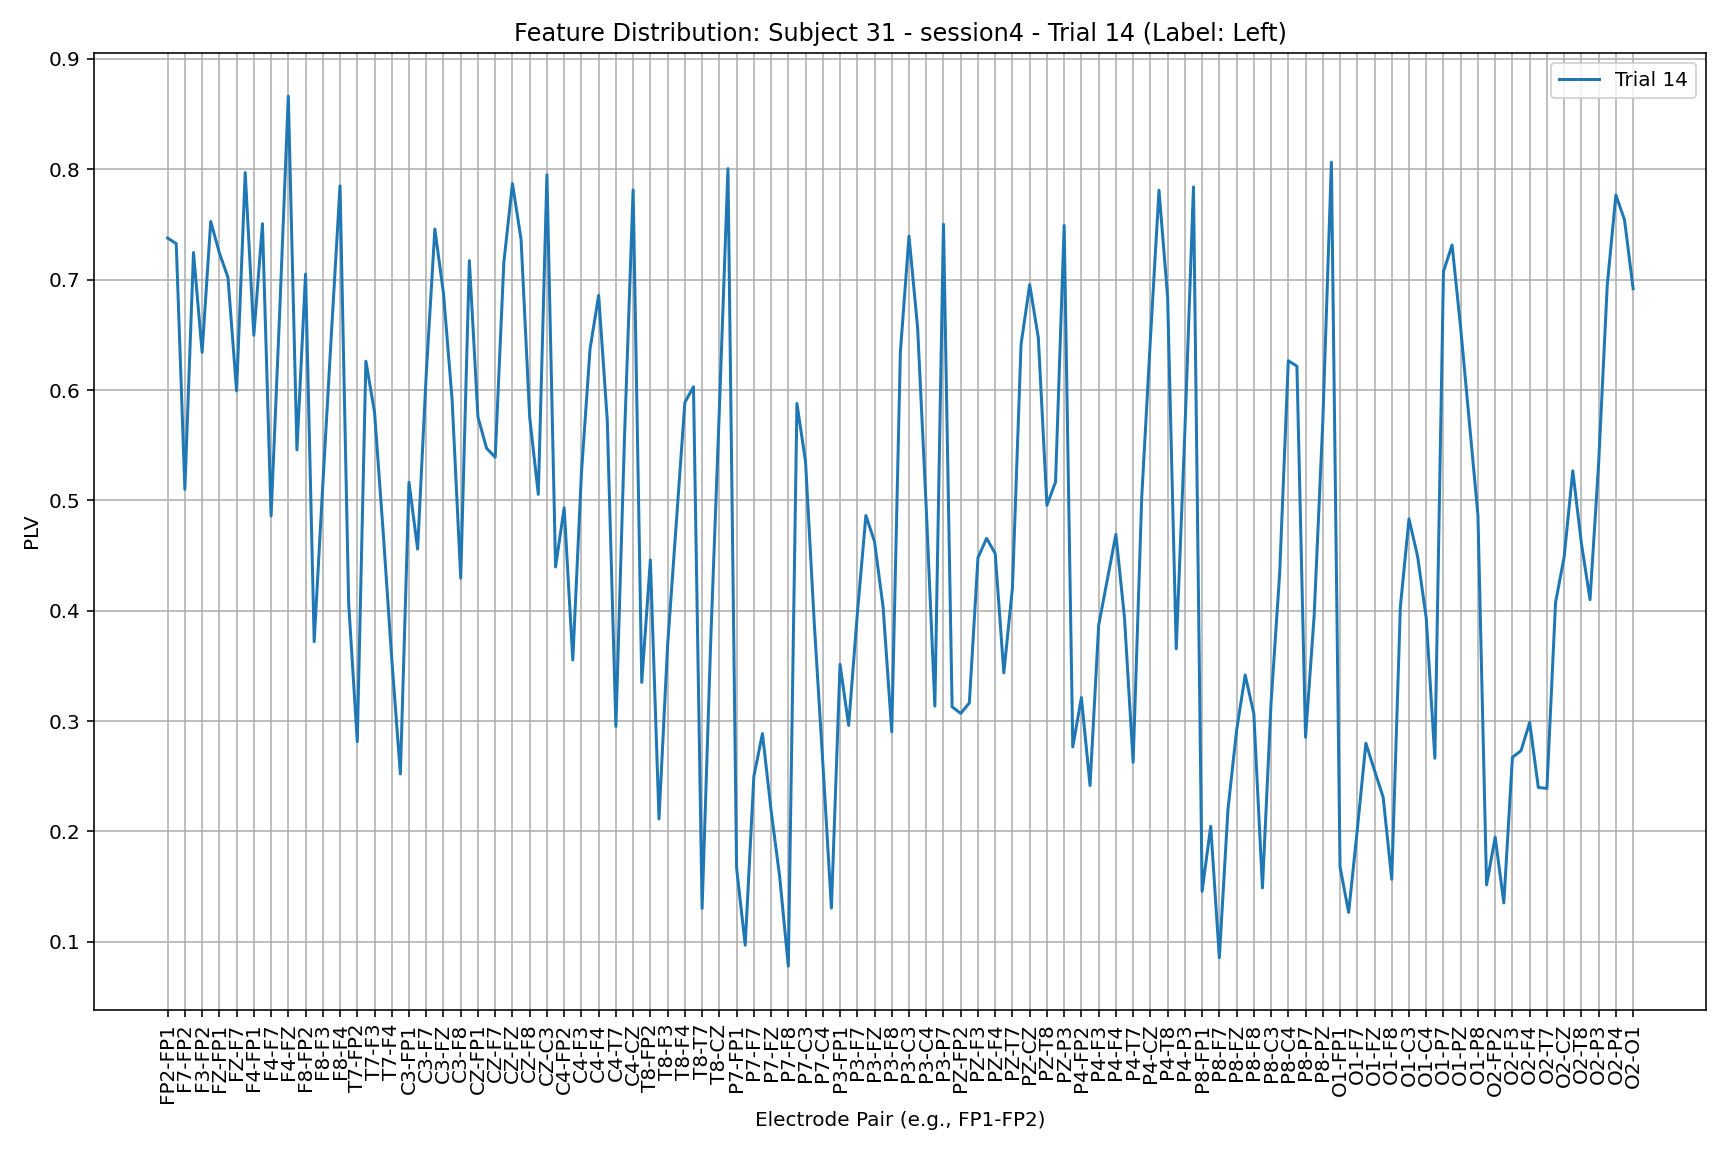 Feature Distribution: Subject 31 - session4 - Trial 14 (Label: Left)
Trial 14
0.9
0.8
0.7
0.6
0.5
0.4
0.3
0.2
0.1
PLV
FP2-FP1
F7-FP2
F3-FP2
FZ-FP1
FZ-F7
F4-FP1
F4-F7
F4-FZ
F8-FP2
F8-F3
F8-F4
T7-FP2
T7-F3
T7-F4
C3-FP1
C3-F7
C3-FZ
C3-F8
CZ-FP1
CZ-F7
CZ-FZ
CZ-F8
CZ-C3
C4-FP2
C4-F3
C4-F4
C4-T7
C4-CZ
T8-FP2
T8-F3
T8-F4
T8-T7
T8-CZ
P7-FP1
P7-F7
P7-FZ
P7-F8
P7-C3
P7-C4
P3-FP1
P3-F7
P3-FZ
P3-F8
P3-C3
P3-C4
P3-P7
PZ-FP2
PZ-F3
PZ-F4
PZ-T7
PZ-CZ
PZ-T8
PZ-P3
P4-FP2
P4-F3
P4-F4
P4-T7
P4-CZ
P4-T8
P4-P3
P8-FP1
P8-F7
P8-FZ
P8-F8
P8-C3
P8-C4
P8-P7
P8-PZ
O1-FP1
O1-F7
O1-FZ
O1-F8
O1-C3
O1-C4
O1-P7
O1-PZ
O1-P8
O2-FP2
O2-F3
O2-F4
O2-T7
O2-CZ
O2-T8
O2-P3
O2-P4
O2-O1
Electrode Pair (e.g., FP1-FP2)